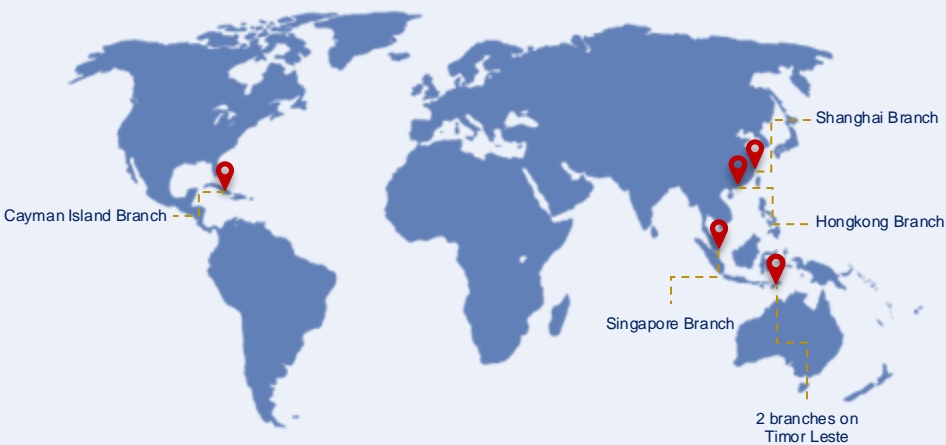 Shanghai Branch
Cayman Island Branch
Hongkong Branch
Singapore Branch
2 branches on
Timor Leste